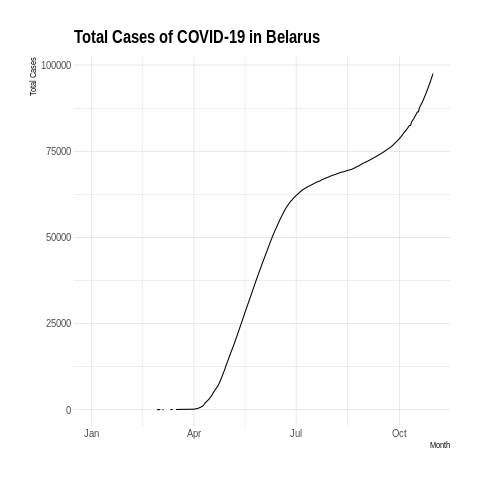 Total Cases of COVID-19 in Belarus
Total Cases
100000
75000
50000
25000
0
Jan Apr Jul Oct
Month